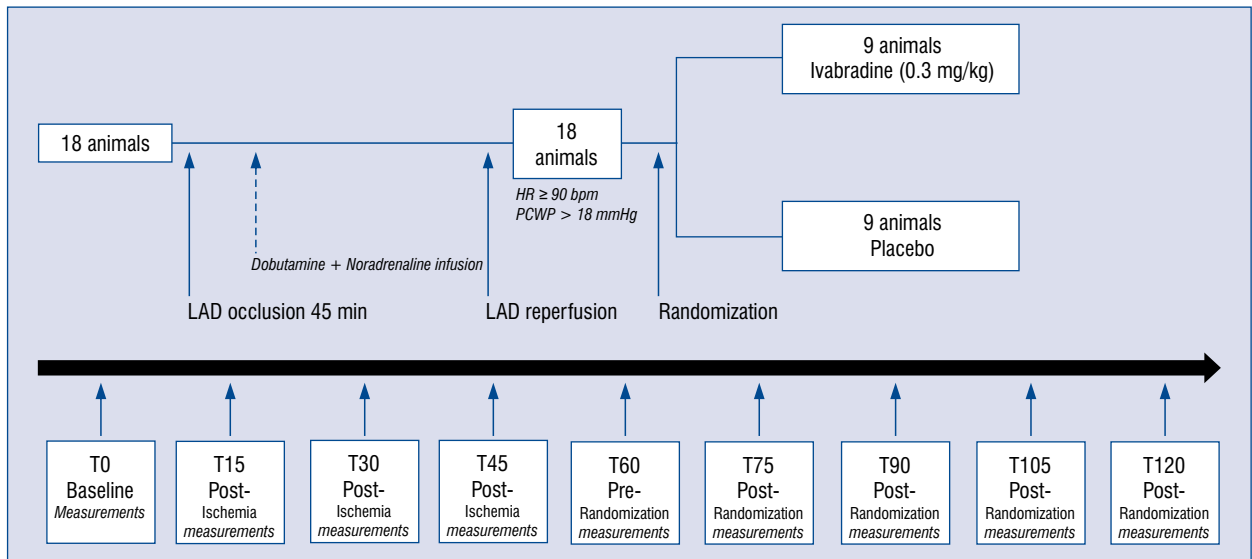 9 animals
Ivabradine (0.3 mg/kg)
18 animals
18
animals
HR ≥ 90 bpm
PCWP > 18 mmHg
9 animals
Placebo
Dobutamine + Noradrenaline infusion
LAD occlusion 45 min
LAD reperfusion
Randomization
T0
Baseline
Measurements
T15
Post-
Ischemia
measurements
T30
Post-
Ischemia
measurements
T45
Post-
Ischemia
measurements
T60
Pre-
Randomization
measurements
T75
Post-
Randomization
measurements
T90
Post-
Randomization
measurements
T105
Post-
Randomization
measurements
T120
Post-
Randomization
measurements